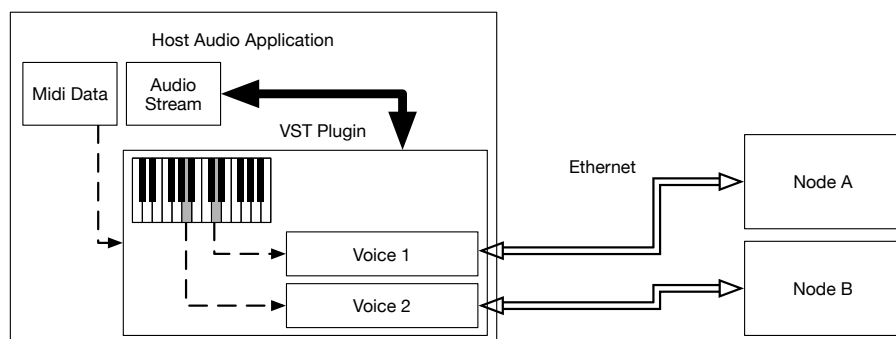 Host Audio Application
Midi Data
Audio
Stream
VST Plugin
Ethernet
Node A
Voice 1
Node B
Voice 2